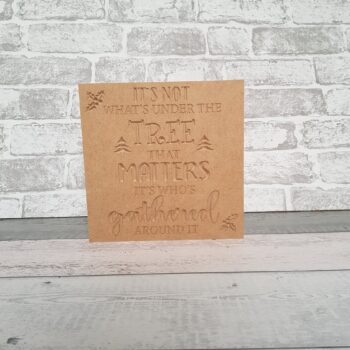 IT'S NOT
WHAT'S UNDER THE
TREE
THAT
MATTERS
IT'S WHO'S
gathered
AROUND IT